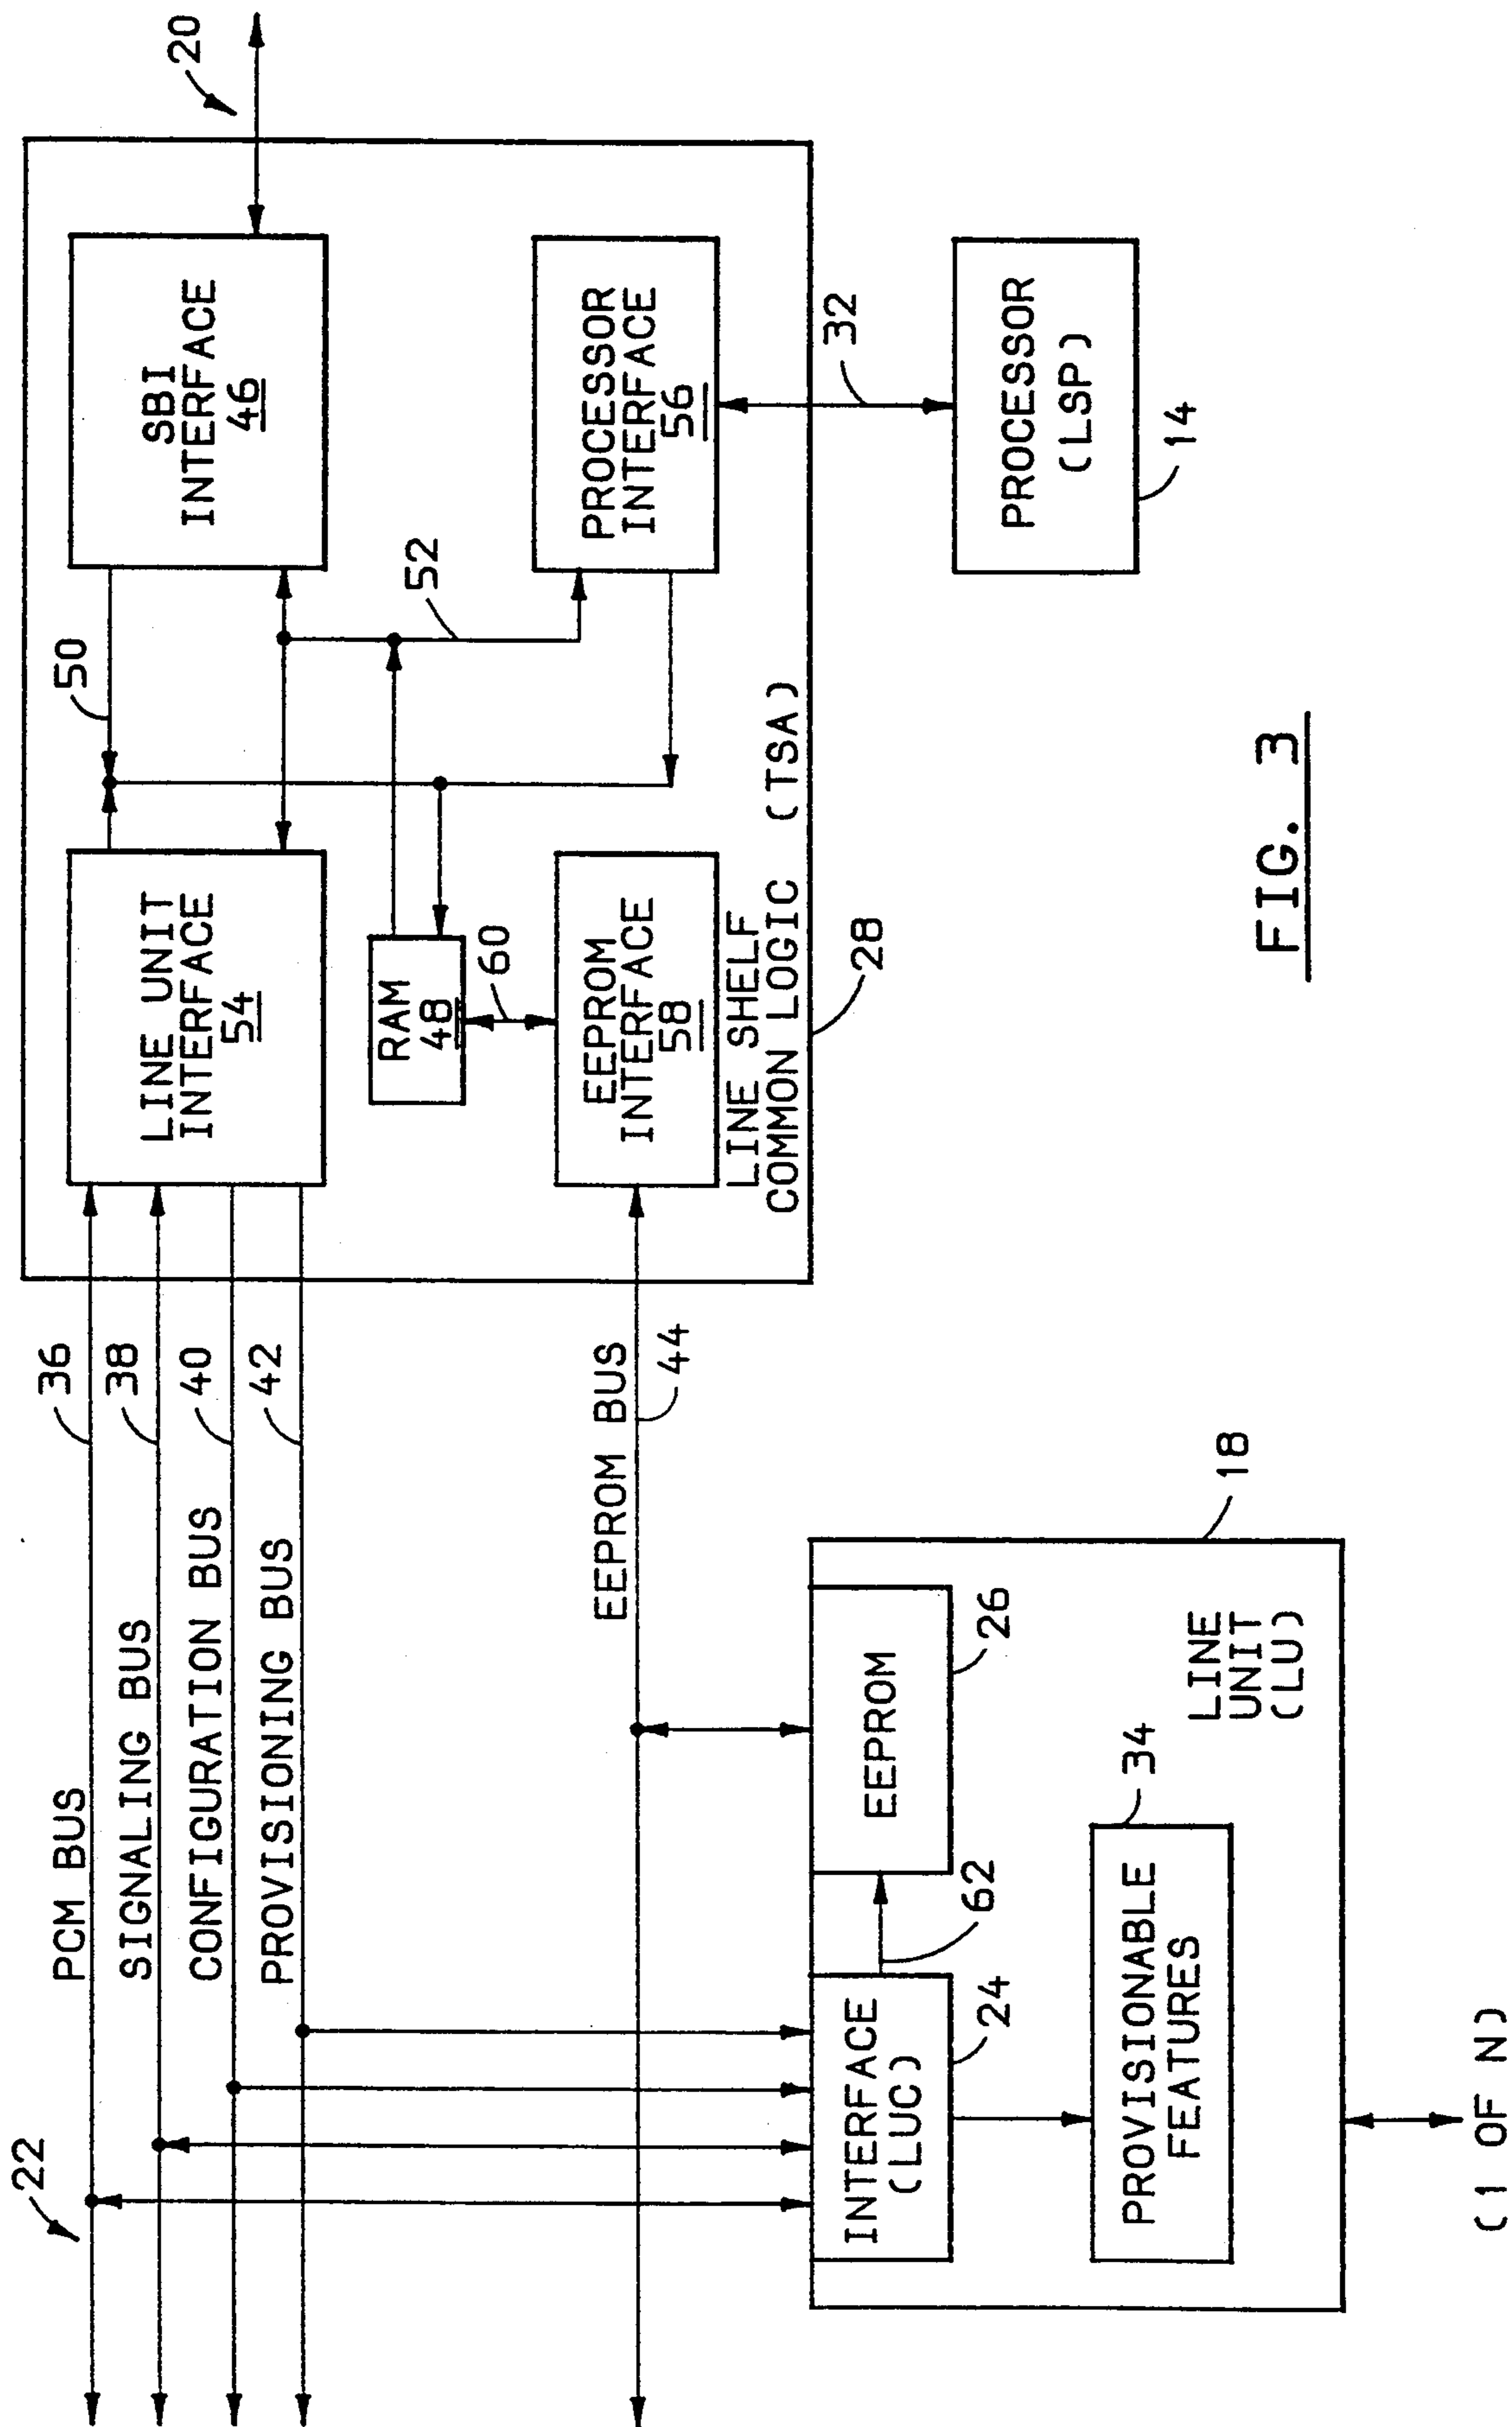 22
PCM BUS
36
SIGNALING BUS
38
CONFIGURATION BUS
40
PROVISIONING BUS
42
EEPROM BUS
44
LINE UNIT
INTERFACE
54
50
SBI
INTERFACE
46
20
RAM
48
60
52
EEPROM
INTERFACE
58
PROCESSOR
INTERFACE
56
LINE SHELF
COMMON LOGIC (TSA)
28
32
PROCESSOR
(LSP)
14
INTERFACE
(LUC)
24
62
EEPROM
26
PROVISIONABLE
FEATURES
34
LINE
UNIT
(LU)
18
(1 OF N)
FIG. 3